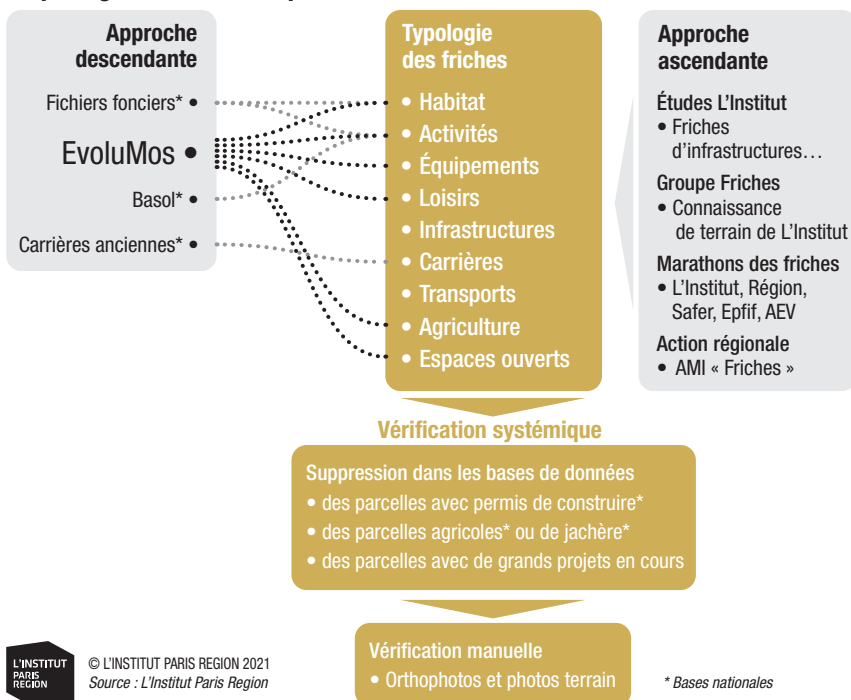 Approche
descendante
Fichiers fonciers* •
EvoluMos •
Basol* •
Carrières anciennes* •
Typologie
des friches
• Habitat
• Activités
• Équipements
• Loisirs
• Infrastructures
• Carrières
• Transports
• Agriculture
• Espaces ouverts
Approche
ascendante
Études L'Institut
• Friches
d'infrastructures…
Groupe Friches
• Connaissance
de terrain de L'Institut
Marathons des friches
• L'Institut, Région,
Safer, Epfif, AEV
Action régionale
• AMI « Friches »
Vérification systémique
Suppression dans les bases de données
• des parcelles avec permis de construire*
• des parcelles agricoles* ou de jachère*
• des parcelles avec de grands projets en cours
Vérification manuelle
• Orthophotos et photos terrain
L'INSTITUT
PARIS
REGION
© L'INSTITUT PARIS REGION 2021
Source : L'Institut Paris Region
* Bases nationales